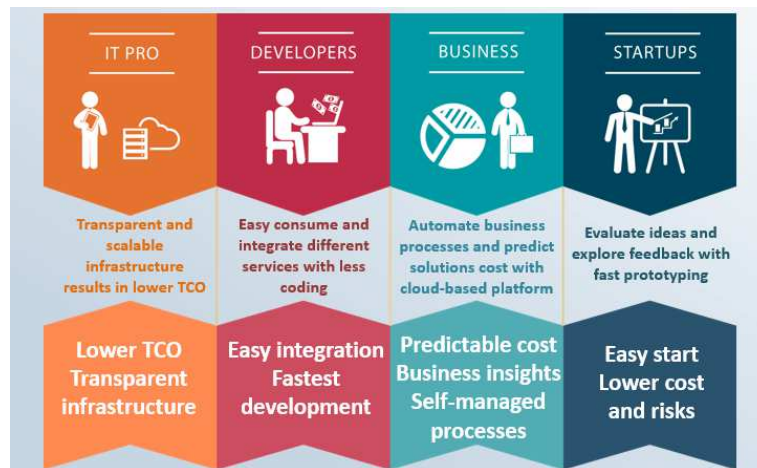 IT PRO
DEVELOPERS
BUSINESS
STARTUPS
Transparent and
scalable
infrastructure
results in lower TCO
Easy consume and
integrate different
services with less
coding
Automate business
processes and predict
solutions cost with
cloud-based platform
Evaluate ideas and
explore feedback with
fast prototyping
Lower TCO
Transparent
infrastructure
Easy integration
Fastest
development
Predictable cost
Business insights
Self-managed
processes
Easy start
Lower cost
and risks